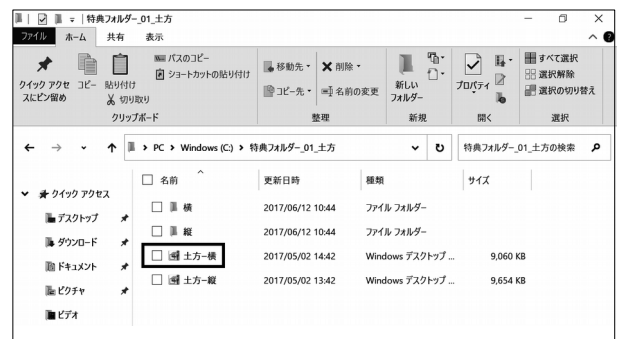 特典フォルダー_01_土方
ファイル ホーム 共有 表示
クイック アクセスにピン留め
コピー
貼り付け
パスのコピー
ショートカットの貼り付け
切り取り
クリップボード
移動先
コピー先
削除
名前の変更
整理
新しいフォルダー
新規
プロパティ
開く
すべて選択
選択解除
選択の切り替え
選択
PC > Windows (C:) > 特典フォルダー_01_土方
特典フォルダー_01_土方の検索
名前 更新日時 種類 サイズ
横 2017/06/12 10:44 ファイル フォルダー
縦 2017/06/12 10:44 ファイル フォルダー
土方-横 2017/05/02 14:42 Windows デスクトップ ... 9,060 KB
土方-縦 2017/05/02 13:42 Windows デスクトップ ... 9,654 KB
クイック アクセス
デスクトップ
ダウンロード
ドキュメント
ピクチャ
ビデオ